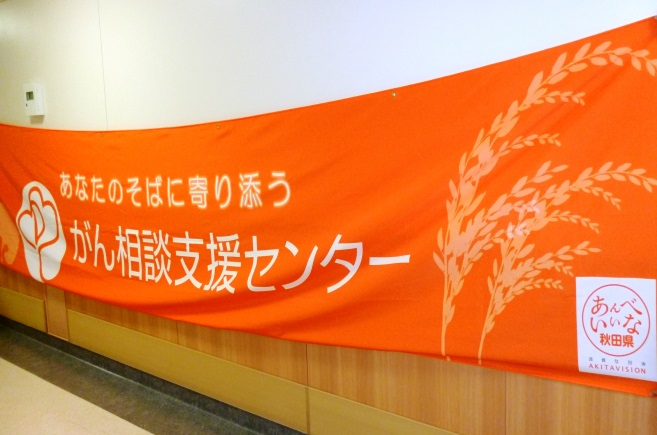 あなたのそばに寄り添う
がん相談支援センター
あんべ
いいな
秋田県
AKITAVISION